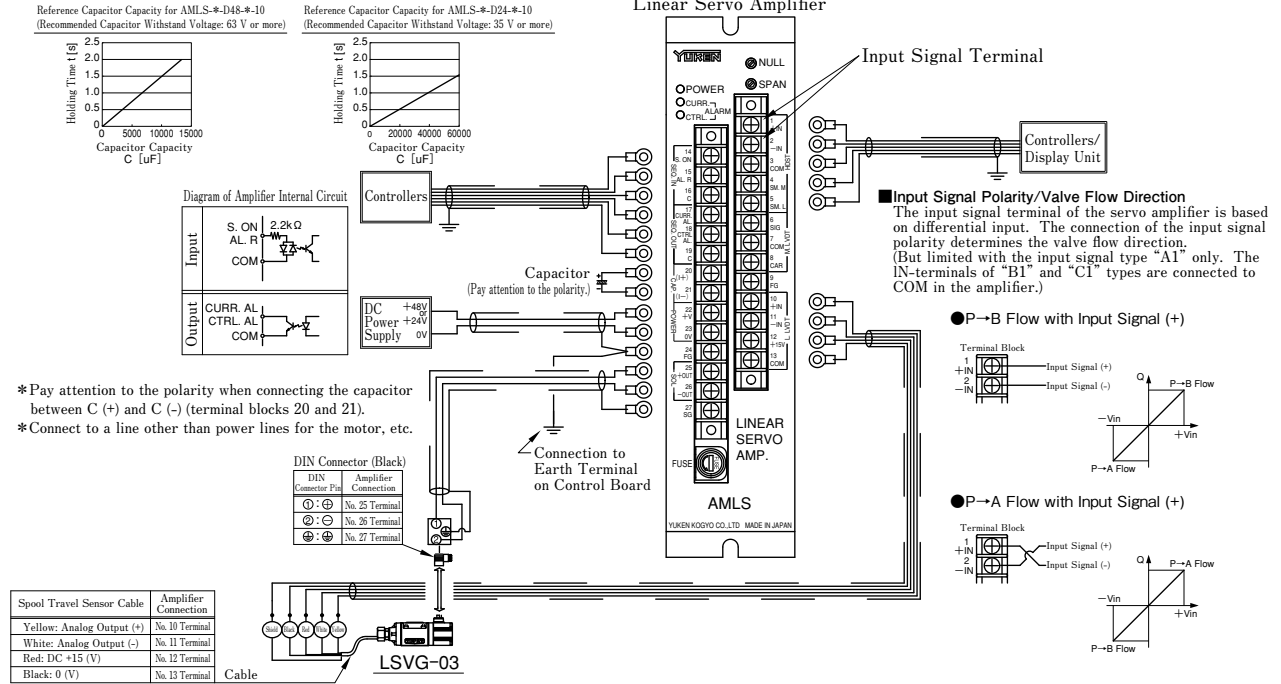 Reference Capacitor Capacity for AMLS-*-D48-*-10
(Recommended Capacitor Withstand Voltage: 63 V or more)
Holding Time t [s]
2.5
2.0
1.5
1.0
0.5
0
0 5000 10000 15000
Capacitor Capacity
C [uF]
Reference Capacitor Capacity for AMLS-*-D24-*-10
(Recommended Capacitor Withstand Voltage: 35 V or more)
Holding Time t [s]
2.5
2.0
1.5
1.0
0.5
0
0 20000 40000 60000
Capacitor Capacity
C [uF]
Linear Servo Amplifier
YUKEN
NULL
SPAN
POWER
CURR.
CTRL.
ALARM
Input Signal Terminal
1
+IN
2
−IN
3
COM
4
SM. M
5
SM. L
HOST
6
SIG
7
COM
8
CAR
M. LVDT
9
FG
10
+IN
11
−IN
12
+15V
13
COM
L. LVDT
14
S. ON
15
AL. R
16
C
SEQ. IN
17
CURR.
AL
18
CTRL
AL.
19
C
SEQ. OUT
20
(+)
21
(−)
CAP.
22
+V
23
0V
POWER
24
FG
25
+OUT
26
−OUT
SOL
27
SG
FUSE
LINEAR
SERVO
AMP.
AMLS
YUKEN KOGYO CO.,LTD MADE IN JAPAN
Controllers/
Display Unit
Diagram of Amplifier Internal Circuit
Input
S. ON
AL. R
COM
2.2kΩ
Output
CURR. AL
CTRL. AL
COM
Controllers
Capacitor
(Pay attention to the polarity.)
DC
Power
Supply
+48V
or
+24V
0V
*Pay attention to the polarity when connecting the capacitor
between C (+) and C (-) (terminal blocks 20 and 21).
*Connect to a line other than power lines for the motor, etc.
Connection to
Earth Terminal
on Control Board
DIN Connector (Black)
DIN
Connector Pin
Amplifier
Connection
①:⊕ No. 25 Terminal
②:⊖ No. 26 Terminal
⏚:⏚ No. 27 Terminal
①
②
Spool Travel Sensor Cable
Amplifier
Connection
Yellow: Analog Output (+) No. 10 Terminal
White: Analog Output (-) No. 11 Terminal
Red: DC +15 (V) No. 12 Terminal
Black: 0 (V) No. 13 Terminal
Shield Black Red White Yellow
Cable
LSVG-03
■Input Signal Polarity/Valve Flow Direction
The input signal terminal of the servo amplifier is based
on differential input. The connection of the input signal
polarity determines the valve flow direction.
(But limited with the input signal type “A1” only. The
lN-terminals of “B1” and “C1” types are connected to
COM in the amplifier.)
●P→B Flow with Input Signal (+)
Terminal Block
1
+IN
2
−IN
Input Signal (+)
Input Signal (-)
Q
P→B Flow
−Vin
+Vin
P→A Flow
●P→A Flow with Input Signal (+)
Terminal Block
1
+IN
2
−IN
Input Signal (+)
Input Signal (-)
Q
P→A Flow
−Vin
+Vin
P→B Flow